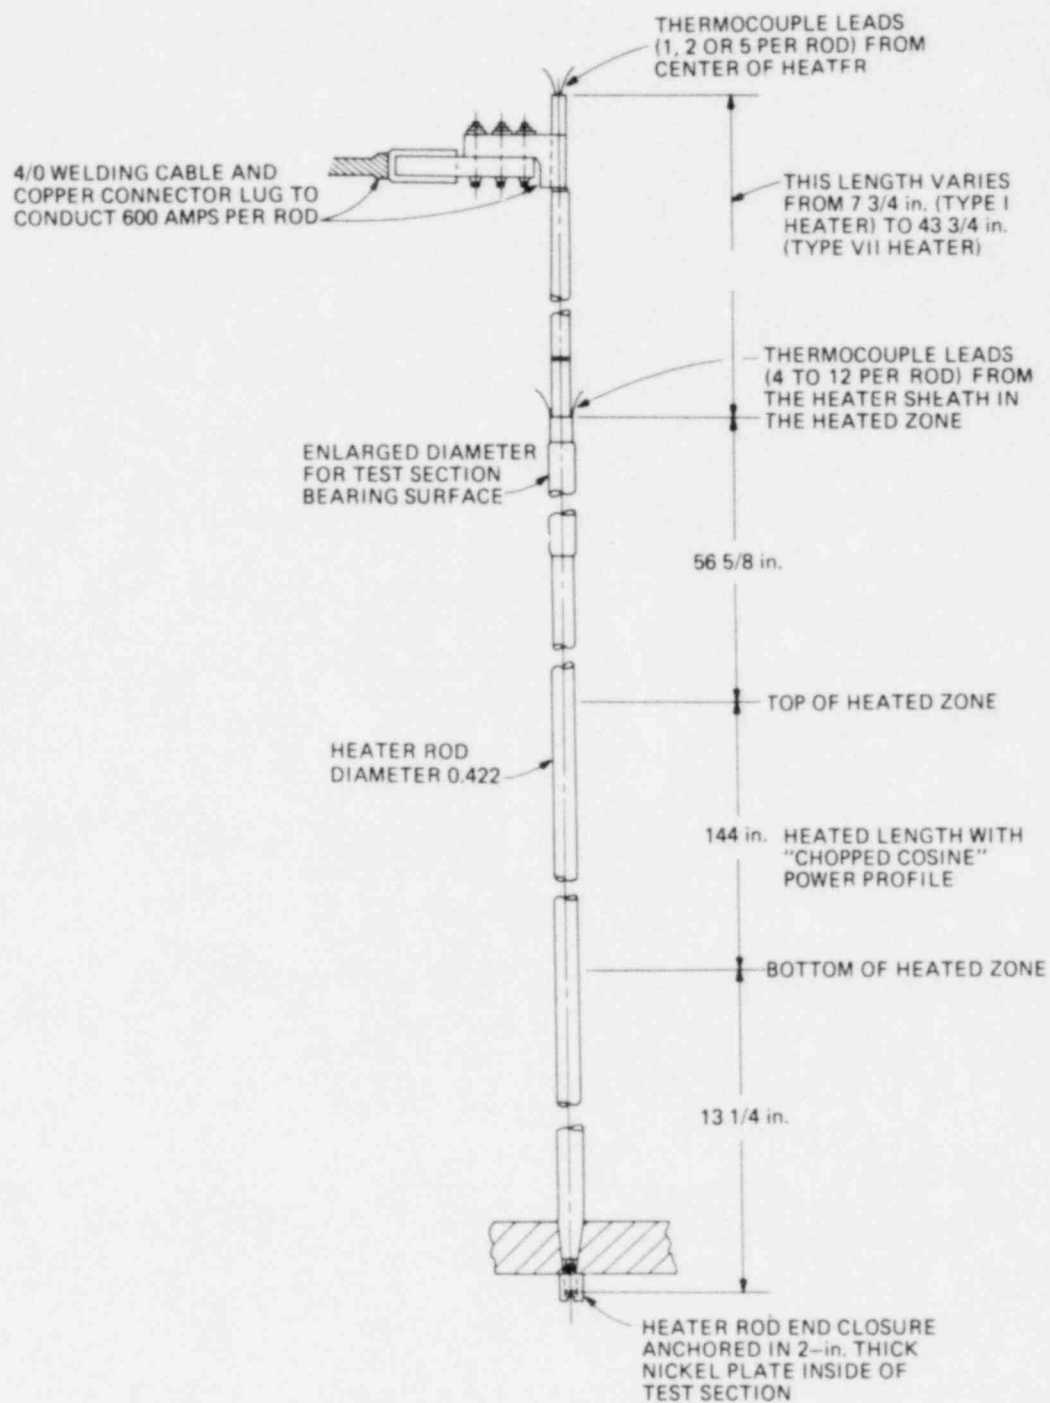 THERMOCOUPLE LEADS
(1, 2 OR 5 PER ROD) FROM
CENTER OF HEATER
4/0 WELDING CABLE AND
COPPER CONNECTOR LUG TO
CONDUCT 600 AMPS PER ROD
THIS LENGTH VARIES
FROM 7 3/4 in. (TYPE I
HEATER) TO 43 3/4 in.
(TYPE VII HEATER)
THERMOCOUPLE LEADS
(4 TO 12 PER ROD) FROM
THE HEATER SHEATH IN
THE HEATED ZONE
ENLARGED DIAMETER
FOR TEST SECTION
BEARING SURFACE
56 5/8 in.
TOP OF HEATED ZONE
HEATER ROD
DIAMETER 0.422
144 in. HEATED LENGTH WITH
"CHOPPED COSINE"
POWER PROFILE
BOTTOM OF HEATED ZONE
13 1/4 in.
HEATER ROD END CLOSURE
ANCHORED IN 2-in. THICK
NICKEL PLATE INSIDE OF
TEST SECTION